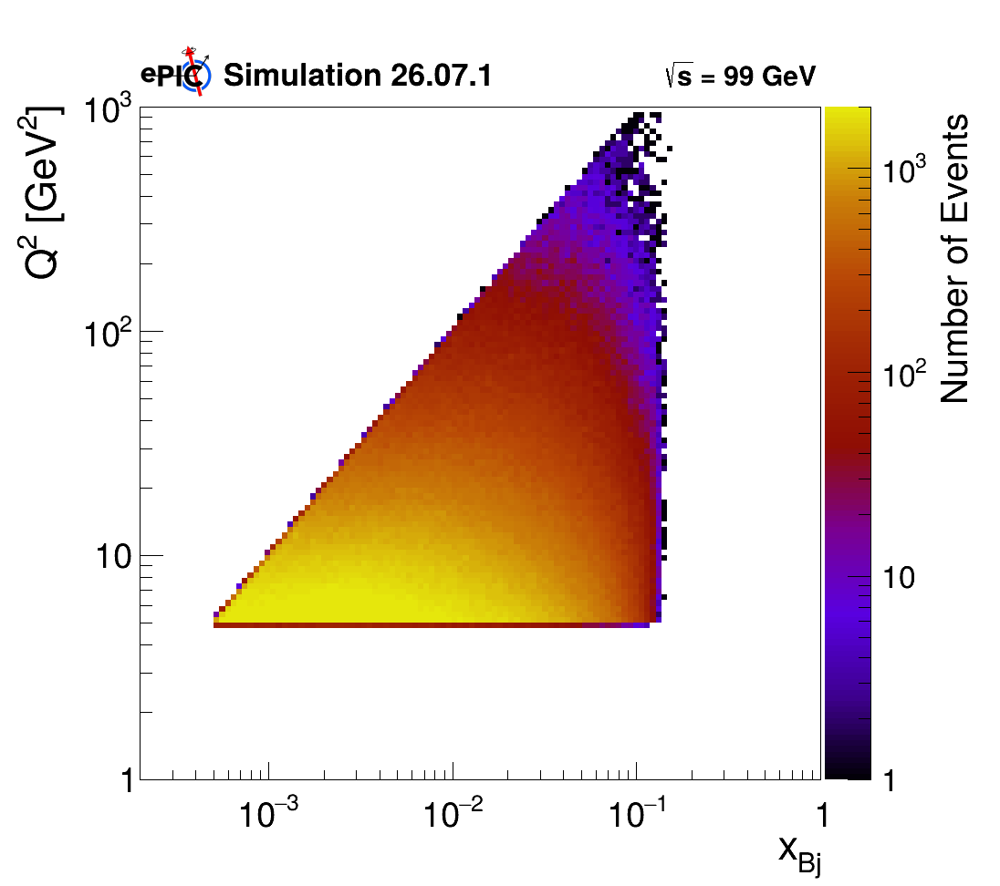 ePIC Simulation 26.07.1
√s = 99 GeV
Q² [GeV²]
10³
10²
10
1
10⁻³
10⁻²
10⁻¹
1
x_Bj
10³
10²
10
1
Number of Events